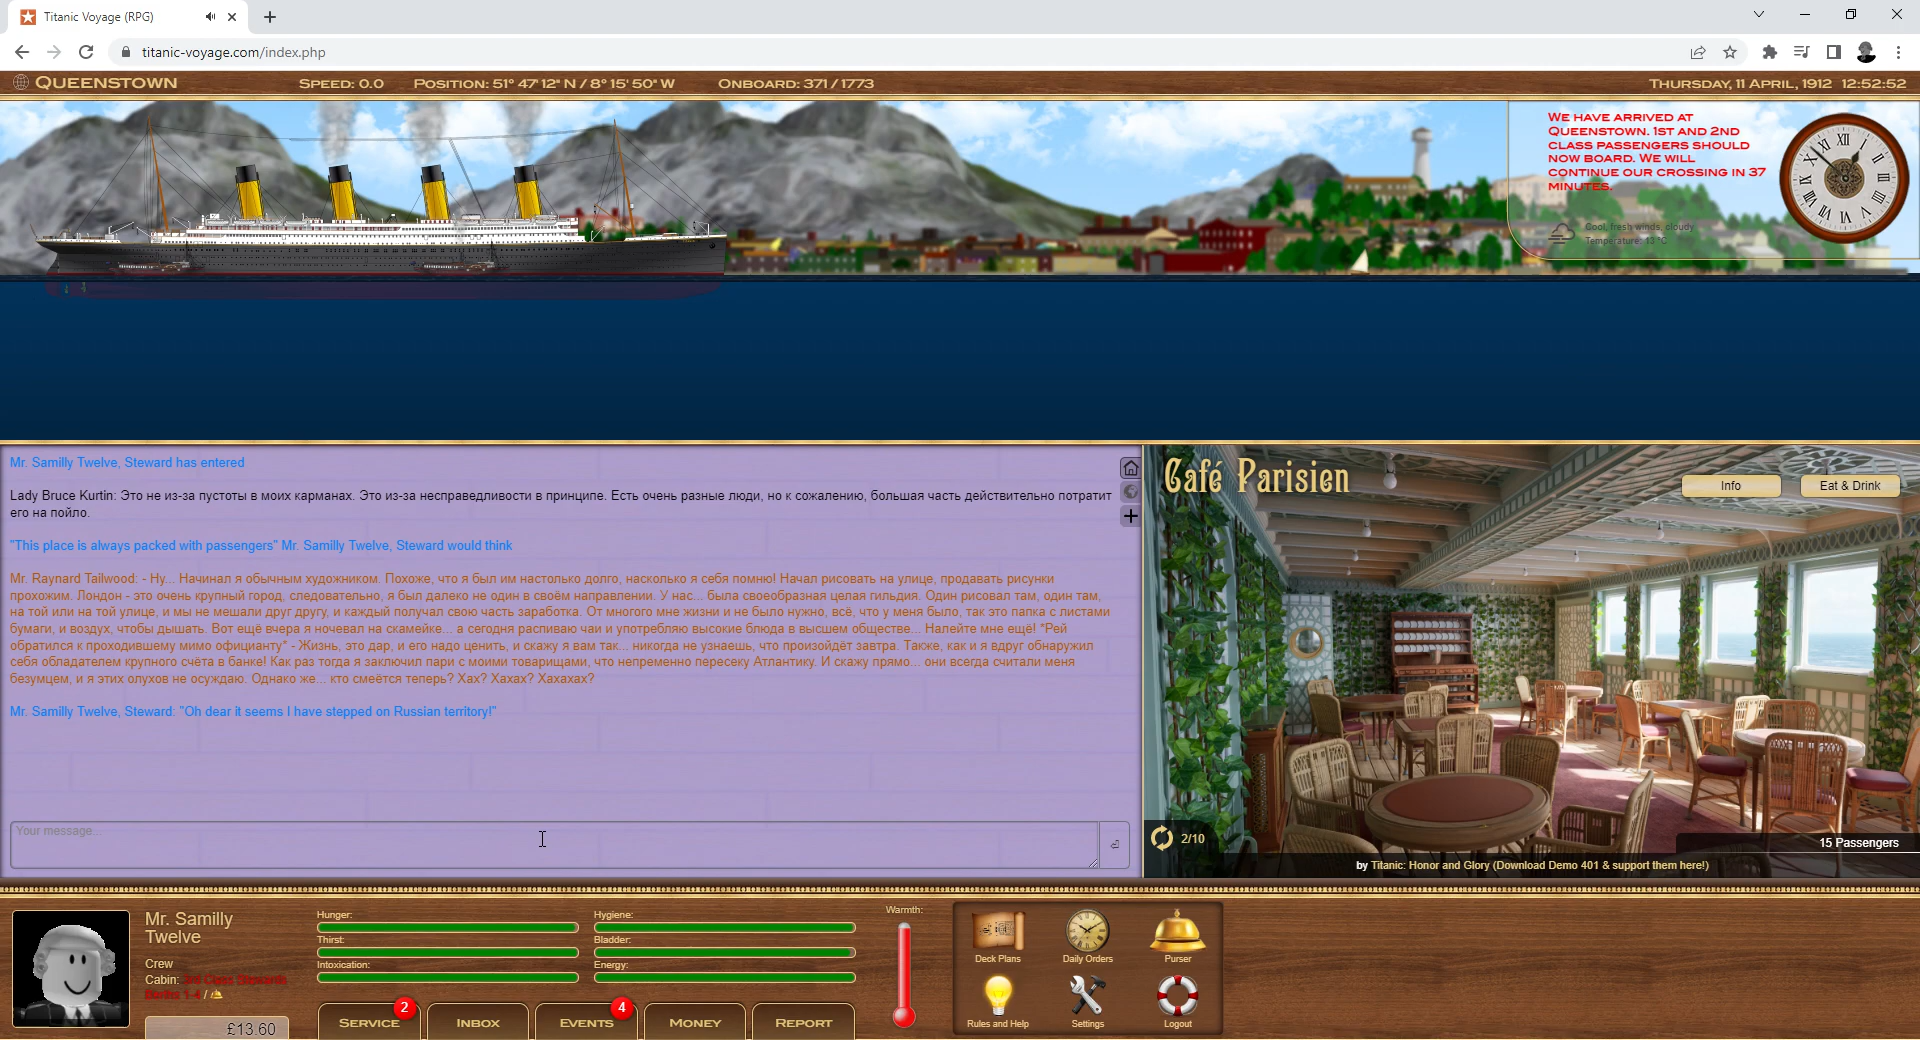 Titanic Voyage (RPG)
titanic-voyage.com/index.php
QUEENSTOWN
SPEED: 0.0
POSITION: 51° 47' 12" N / 8° 15' 50" W
ONBOARD: 371 / 1773
THURSDAY, 11 APRIL, 1912 12:52:52
WE HAVE ARRIVED AT
QUEENSTOWN. 1ST AND 2ND
CLASS PASSENGERS SHOULD
NOW BOARD. WE WILL
CONTINUE OUR CROSSING IN 37
MINUTES.
Cool, fresh winds, cloudy
Temperature: 13 °C
Mr. Samilly Twelve, Steward has entered
Lady Bruce Kurtin: Это не из-за пустоты в моих карманах. Это из-за несправедливости в принципе. Есть очень разные люди, но к сожалению, большая часть действительно потратит
его на пойло.
"This place is always packed with passengers" Mr. Samilly Twelve, Steward would think
Mr. Raynard Tailwood: - Ну... Начинал я обычным художником. Похоже, что я был им настолько долго, насколько я себя помню! Начал рисовать на улице, продавать рисунки
прохожим. Лондон - это очень крупный город, следовательно, я был далеко не один в своём направлении. У нас... была своеобразная целая гильдия. Один рисовал там, один там,
на той или на той улице, и мы не мешали друг другу, и каждый получал свою часть заработка. От многого мне жизни и не было нужно, всё, что у меня было, так это папка с листами
бумаги, и воздух, чтобы дышать. Вот ещё вчера я ночевал на скамейке... а сегодня распиваю чаи и употребляю высокие блюда в высшем обществе... Налейте мне ещё! *Рей
обратился к проходившему мимо официанту* - Жизнь, это дар, и его надо ценить, и скажу я вам так... никогда не узнаешь, что произойдёт завтра. Также, как и я вдруг обнаружил
себя обладателем крупного счёта в банке! Как раз тогда я заключил пари с моими товарищами, что непременно пересеку Атлантику. И скажу прямо... они всегда считали меня
безумцем, и я этих олухов не осуждаю. Однако же... кто смеётся теперь? Хах? Хахах? Хахахах?
Mr. Samilly Twelve, Steward: "Oh dear it seems I have stepped on Russian territory!"
Your message...
Café Parisien
Info
Eat & Drink
2/10
15 Passengers
by Titanic: Honor and Glory (Download Demo 401 & support them here!)
Mr. Samilly
Twelve
Crew
Cabin: 3rd Class Stewards
Bunks 1-4 /
£13.60
Hunger:
Thirst:
Intoxication:
Hygiene:
Bladder:
Energy:
Warmth:
SERVICE
2
INBOX
EVENTS
4
MONEY
REPORT
Deck Plans
Daily Orders
Purser
Rules and Help
Settings
Logout